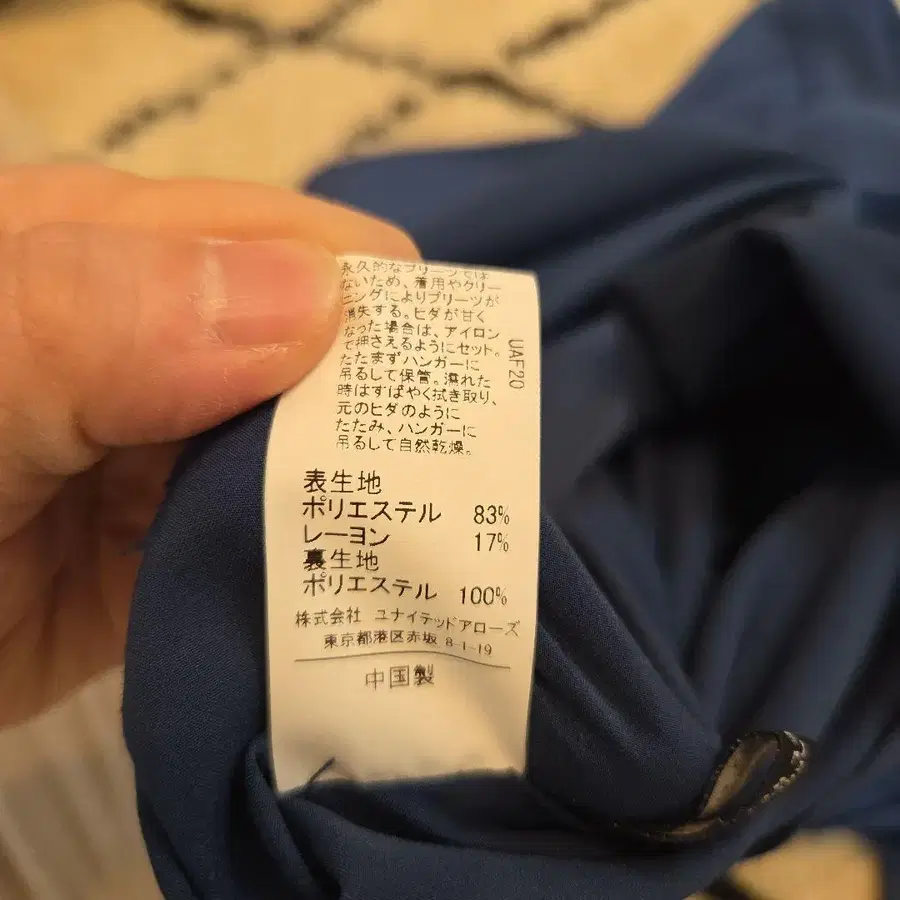 永久的なプリーツでは
ないため、着用やクリー
ニングによりプリーツが
消失する。ヒダが甘く
なった場合は、アイロン
で押さえるようにセット。
たたまずハンガーに
吊るして保管。濡れた
時はすばやく拭き取り、
元のヒダのように
たたみ、ハンガーに
吊るして自然乾燥。
UAF20
表生地
ポリエステル 83%
レーヨン 17%
裏生地
ポリエステル 100%
株式会社 ユナイテッドアローズ
東京都港区赤坂 8-1-19
中国製